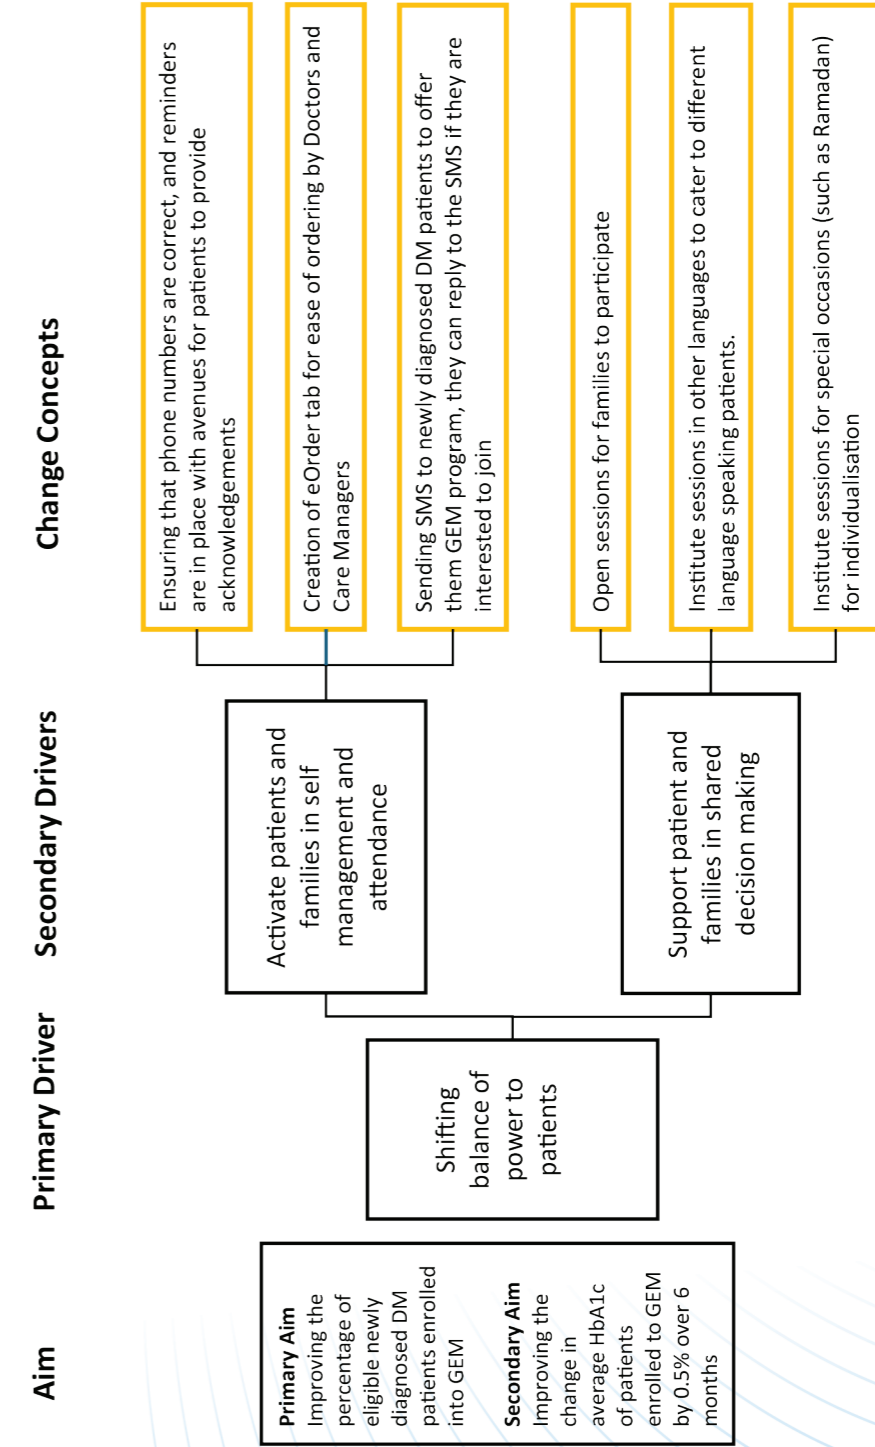 Aim
Primary Driver
Secondary Drivers
Change Concepts
Primary Aim
Improving the
percentage of
eligible newly
diagnosed DM
patients enrolled
into GEM
Secondary Aim
Improving the
change in
average HbA1c
of patients
enrolled to GEM
by 0.5% over 6
months
Shifting
balance of
power to
patients
Activate patients and
families in self
management and
attendance
Support patient and
families in shared
decision making
Ensuring that phone numbers are correct, and reminders
are in place with avenues for patients to provide
acknowledgements
Creation of eOrder tab for ease of ordering by Doctors and
Care Managers
Sending SMS to newly diagnosed DM patients to offer
them GEM program, they can reply to the SMS if they are
interested to join
Open sessions for families to participate
Institute sessions in other languages to cater to different
language speaking patients.
Institute sessions for special occasions (such as Ramadan)
for individualisation